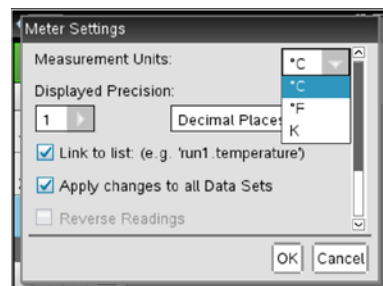 Meter Settings
Measurement Units:
°C
°C
°F
K
Displayed Precision:
1
Decimal Places
Link to list: (e.g. 'run1.temperature')
Apply changes to all Data Sets
Reverse Readings
OK
Cancel